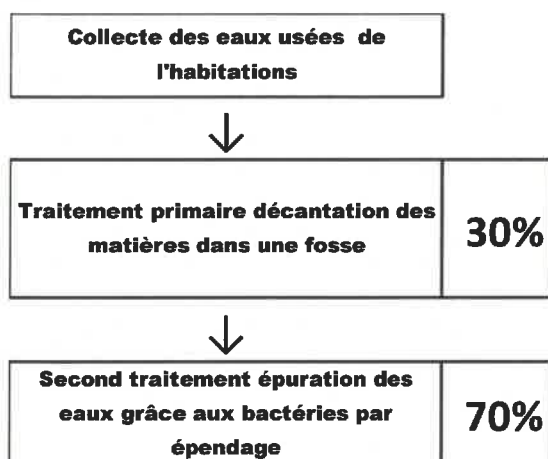 Collecte des eaux usées de
l'habitations
Traitement primaire décantation des
matières dans une fosse
30%
Second traitement épuration des
eaux grâce aux bactéries par
épendage
70%